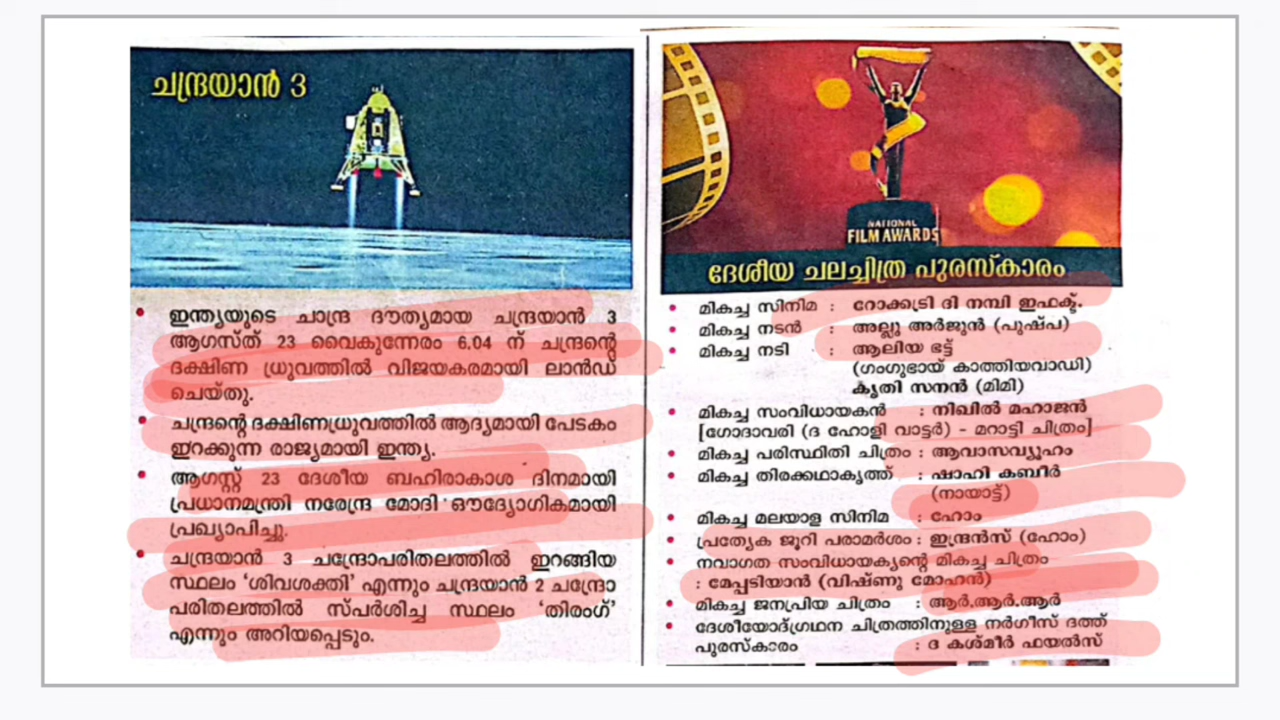 ചന്ദ്രയാൻ 3
ഇന്ത്യയുടെ ചാന്ദ്ര ദൗത്യമായ ചന്ദ്രയാൻ 3
ആഗസ്ത് 23 വൈകുന്നേരം 6.04 ന് ചന്ദ്രന്റെ
ദക്ഷിണ ധ്രുവത്തിൽ വിജയകരമായി ലാൻഡ്
ചെയ്തു.
ചന്ദ്രന്റെ ദക്ഷിണധ്രുവത്തിൽ ആദ്യമായി പേടകം
ഇറക്കുന്ന രാജ്യമായി ഇന്ത്യ.
ആഗസ്റ്റ് 23 ദേശീയ ബഹിരാകാശ ദിനമായി
പ്രധാനമന്ത്രി നരേന്ദ്ര മോദി ഔദ്യോഗികമായി
പ്രഖ്യാപിച്ചു.
ചന്ദ്രയാൻ 3 ചന്ദ്രോപരിതലത്തിൽ ഇറങ്ങിയ
സ്ഥലം ‘ശിവശക്തി’ എന്നും ചന്ദ്രയാൻ 2 ചന്ദ്രോ
പരിതലത്തിൽ സ്പർശിച്ച സ്ഥലം ‘തിരംഗ്’
എന്നും അറിയപ്പെടും.
NATIONAL
FILM AWARDS
ദേശീയ ചലച്ചിത്ര പുരസ്കാരം
മികച്ച സിനിമ : റോക്കട്രി ദി നമ്പി ഇഫക്ട്.
മികച്ച നടൻ : അല്ലു അർജുൻ (പുഷ്പ)
മികച്ച നടി : ആലിയ ഭട്ട്
(ഗംഗുഭായ് കാത്തിയവാഡി)
കൃതി സനൻ (മിമി)
മികച്ച സംവിധായകൻ : നിഖിൽ മഹാജൻ
[ഗോദാവരി (ദ ഹോളി വാട്ടർ) - മറാട്ടി ചിത്രം]
മികച്ച പരിസ്ഥിതി ചിത്രം : ആവാസവ്യൂഹം
മികച്ച തിരക്കഥാകൃത്ത് : ഷാഹി കബീർ
(നായാട്ട്)
മികച്ച മലയാള സിനിമ : ഹോം
പ്രത്യേക ജൂറി പരാമർശം : ഇന്ദ്രൻസ് (ഹോം)
നവാഗത സംവിധായകന്റെ മികച്ച ചിത്രം
: മേപ്പടിയാൻ (വിഷ്ണു മോഹൻ)
മികച്ച ജനപ്രിയ ചിത്രം : ആർ.ആർ.ആർ
ദേശീയോദ്ഗ്രഥന ചിത്രത്തിനുള്ള നർഗീസ് ദത്ത്
പുരസ്കാരം : ദ കശ്മീർ ഫയൽസ്